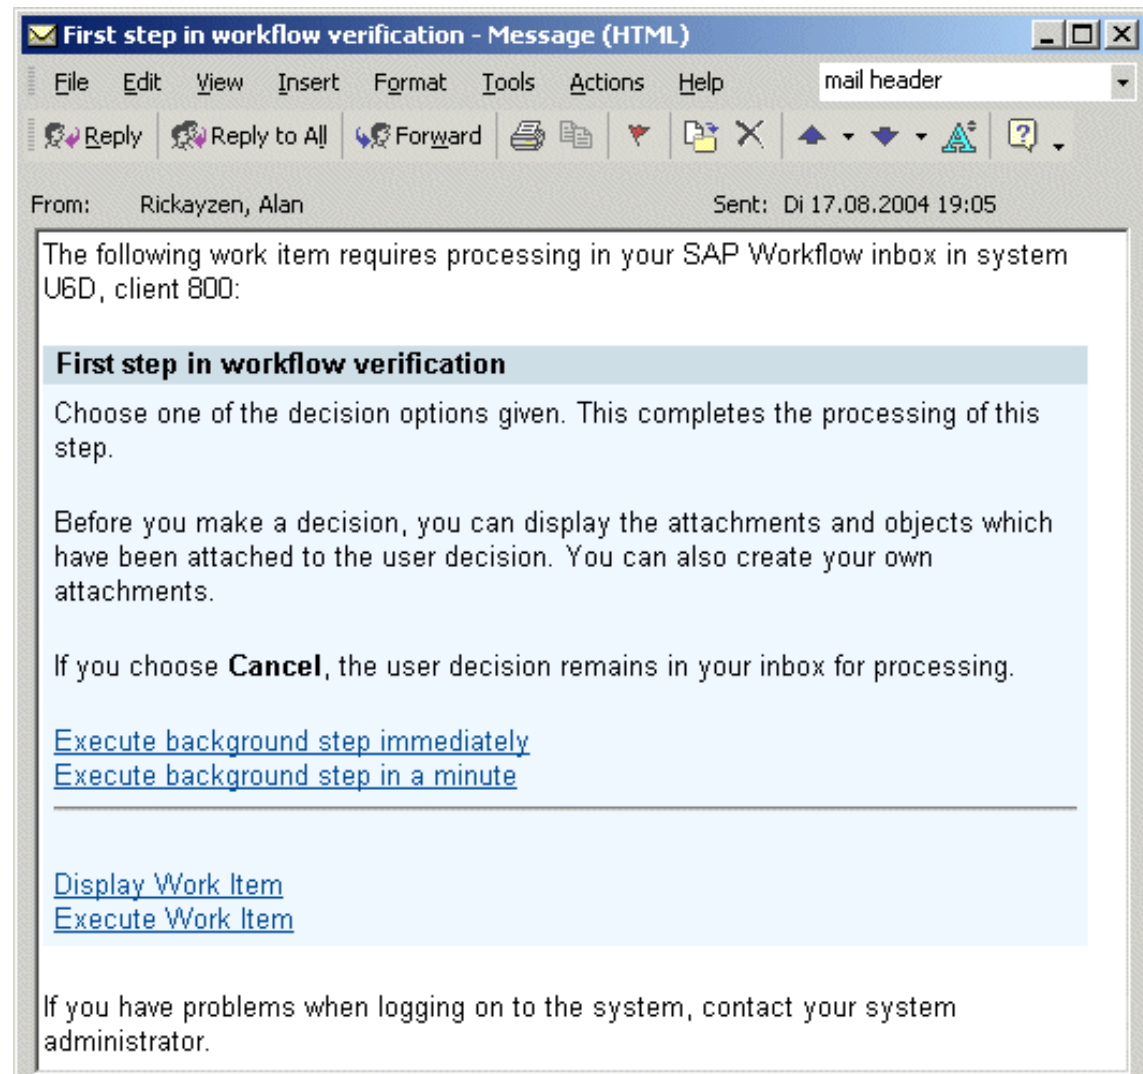 First step in workflow verification - Message (HTML)
File Edit View Insert Format Tools Actions Help mail header
Reply Reply to All Forward
From: Rickayzen, Alan Sent: Di 17.08.2004 19:05
The following work item requires processing in your SAP Workflow inbox in system
U6D, client 800:
First step in workflow verification
Choose one of the decision options given. This completes the processing of this
step.
Before you make a decision, you can display the attachments and objects which
have been attached to the user decision. You can also create your own
attachments.
If you choose Cancel, the user decision remains in your inbox for processing.
Execute background step immediately
Execute background step in a minute
Display Work Item
Execute Work Item
If you have problems when logging on to the system, contact your system
administrator.